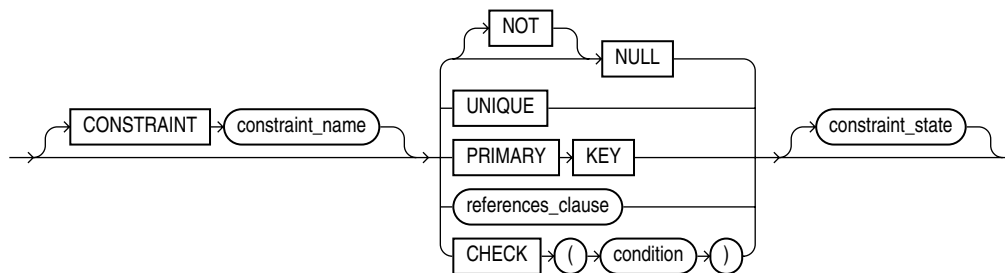 NOT
NULL
UNIQUE
CONSTRAINT constraint_name
constraint_state
PRIMARY KEY
references_clause
CHECK ( condition )